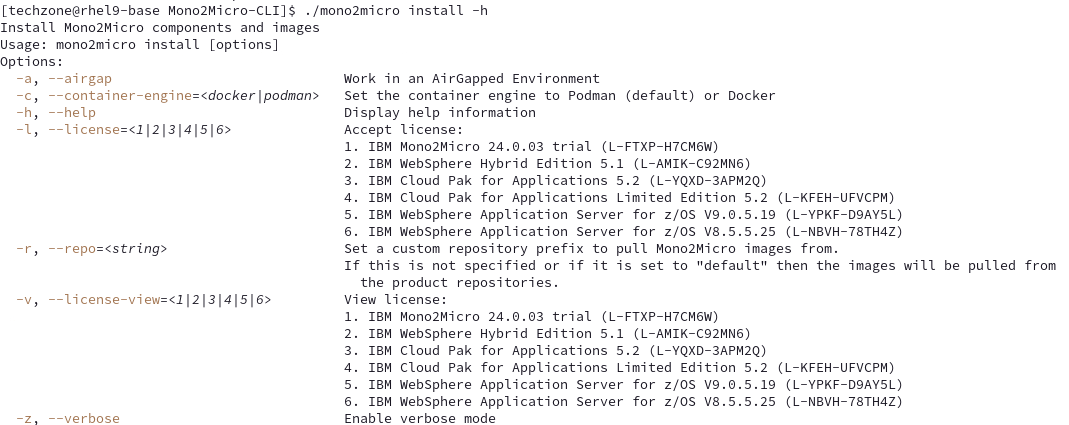 [techzone@rhel9-base Mono2Micro-CLI]$ ./mono2micro install -h
Install Mono2Micro components and images
Usage: mono2micro install [options]
Options:
  -a, --airgap                             Work in an AirGapped Environment
  -c, --container-engine=<docker|podman>   Set the container engine to Podman (default) or Docker
  -h, --help                               Display help information
  -l, --license=<1|2|3|4|5|6>              Accept license:
                                           1. IBM Mono2Micro 24.0.03 trial (L-FTXP-H7CM6W)
                                           2. IBM WebSphere Hybrid Edition 5.1 (L-AMIK-C92MN6)
                                           3. IBM Cloud Pak for Applications 5.2 (L-YQXD-3APM2Q)
                                           4. IBM Cloud Pak for Applications Limited Edition 5.2 (L-KFEH-UFVCPM)
                                           5. IBM WebSphere Application Server for z/OS V9.0.5.19 (L-YPKF-D9AY5L)
                                           6. IBM WebSphere Application Server for z/OS V8.5.5.25 (L-NBVH-78TH4Z)
  -r, --repo=<string>                      Set a custom repository prefix to pull Mono2Micro images from.
                                           If this is not specified or if it is set to "default" then the images will be pulled from
                                             the product repositories.
  -v, --license-view=<1|2|3|4|5|6>         View license:
                                           1. IBM Mono2Micro 24.0.03 trial (L-FTXP-H7CM6W)
                                           2. IBM WebSphere Hybrid Edition 5.1 (L-AMIK-C92MN6)
                                           3. IBM Cloud Pak for Applications 5.2 (L-YQXD-3APM2Q)
                                           4. IBM Cloud Pak for Applications Limited Edition 5.2 (L-KFEH-UFVCPM)
                                           5. IBM WebSphere Application Server for z/OS V9.0.5.19 (L-YPKF-D9AY5L)
                                           6. IBM WebSphere Application Server for z/OS V8.5.5.25 (L-NBVH-78TH4Z)
  -z, --verbose                            Enable verbose mode